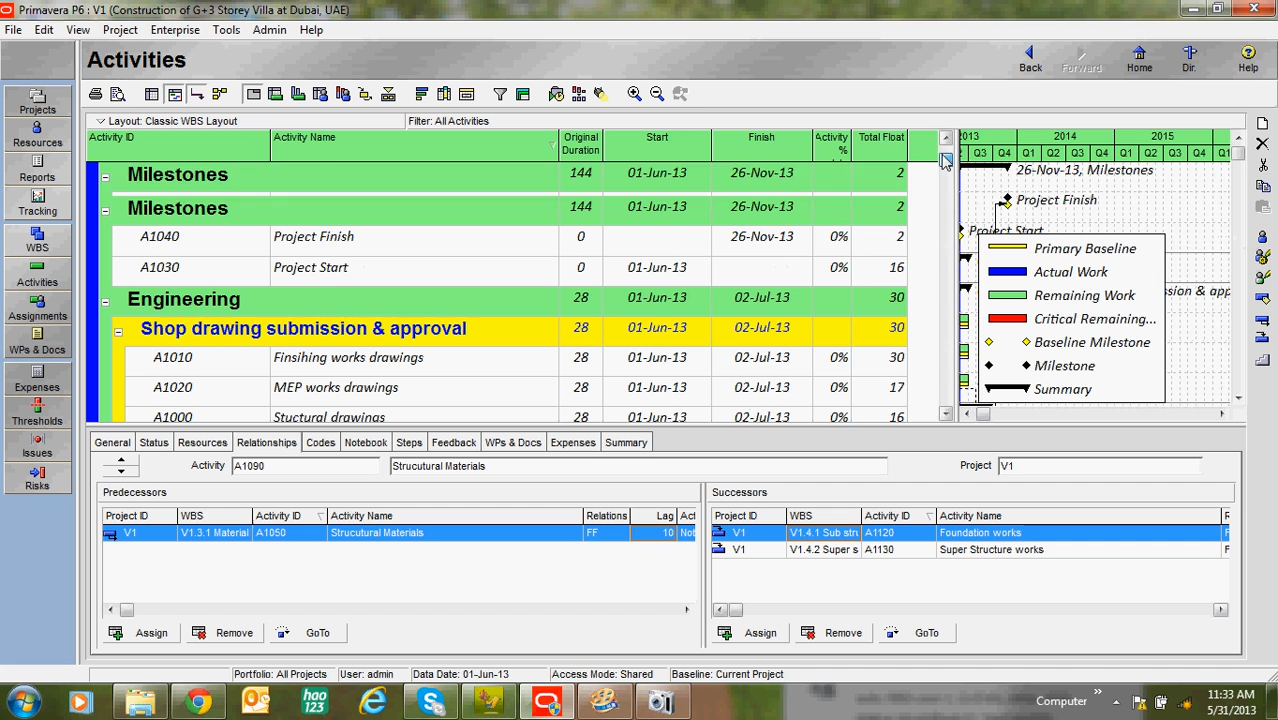 Primavera P6 : V1 (Construction of G+3 Storey Villa at Dubai, UAE)
File Edit View Project Enterprise Tools Admin Help
Activities
Back Forward Home Dir. Help
Projects
Resources
Reports
Tracking
WBS
Activities
Assignments
WPs & Docs
Expenses
Thresholds
Issues
Risks
Layout: Classic WBS Layout Filter: All Activities
Activity ID Activity Name Original Duration Start Finish Activity % Total Float
2013 2014 2015
Q3 Q4 Q1 Q2 Q3 Q4 Q1 Q2 Q3 Q4 Q1
Milestones 144 01-Jun-13 26-Nov-13 2
26-Nov-13, Milestones
Milestones 144 01-Jun-13 26-Nov-13 2
Project Finish
A1040 Project Finish 0 26-Nov-13 0% 2
Project Start
A1030 Project Start 0 01-Jun-13 0% 16
Engineering 28 01-Jun-13 02-Jul-13 30
Shop drawing submission & approval 28 01-Jun-13 02-Jul-13 30
A1010 Finsihing works drawings 28 01-Jun-13 02-Jul-13 0% 30
A1020 MEP works drawings 28 01-Jun-13 02-Jul-13 0% 17
A1000 Stuctural drawings 28 01-Jun-13 02-Jul-13 0% 16
Primary Baseline
Actual Work
Remaining Work
Critical Remaining...
Baseline Milestone
Milestone
Summary
ission & app
General Status Resources Relationships Codes Notebook Steps Feedback WPs & Docs Expenses Summary
Activity A1090 Strucutural Materials Project V1
Predecessors
Project ID WBS Activity ID Activity Name Relations Lag Act
V1 V1.3.1 Material A1050 Strucutural Materials FF 10 Not
Assign Remove GoTo
Successors
Project ID WBS Activity ID Activity Name R
V1 V1.4.1 Sub stru A1120 Foundation works F
V1 V1.4.2 Super s A1130 Super Structure works F
Assign Remove GoTo
Portfolio: All Projects User: admin Data Date: 01-Jun-13 Access Mode: Shared Baseline: Current Project
hao
123
Computer
11:33 AM
5/31/2013